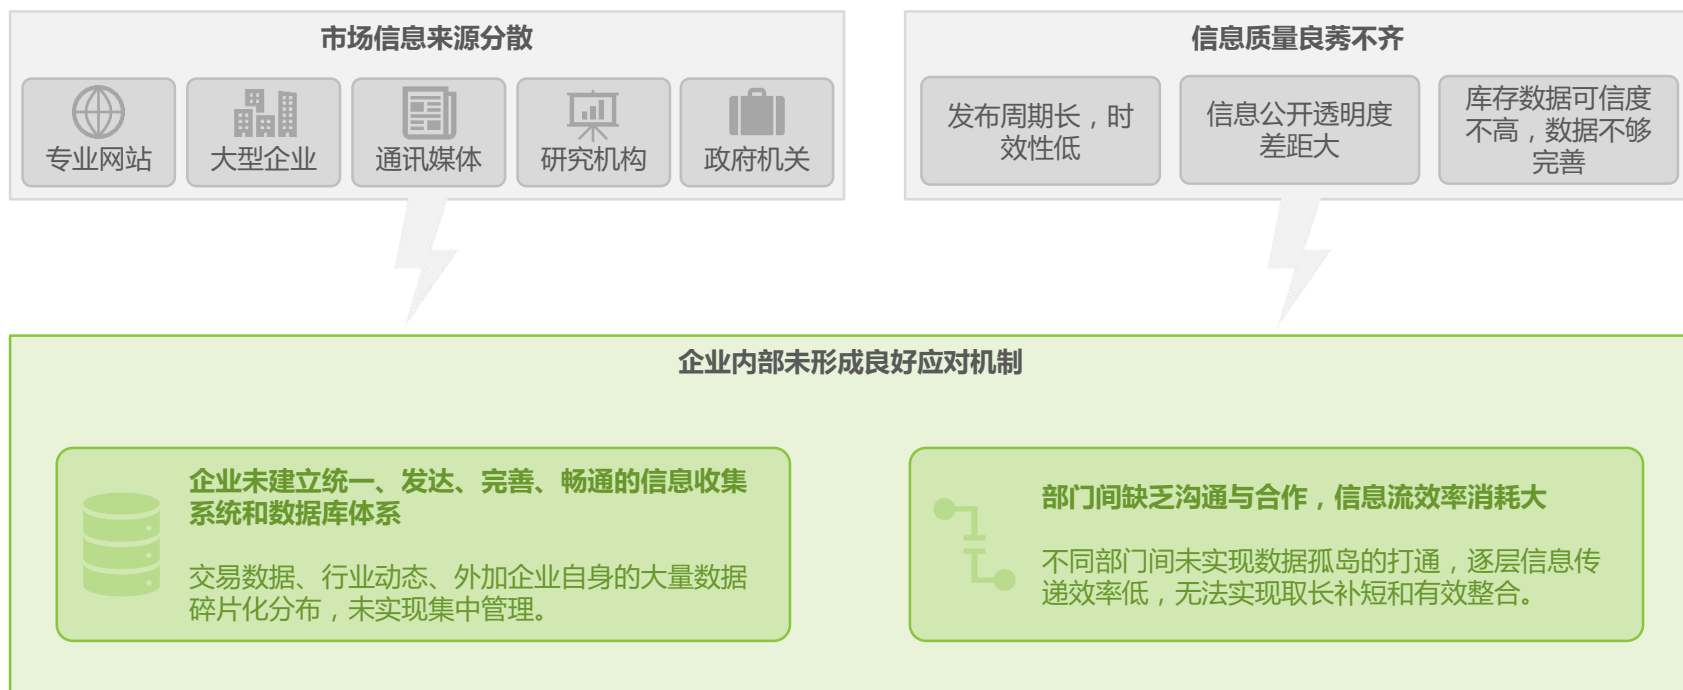 市场信息来源分散
专业网站
大型企业
通讯媒体
研究机构
政府机关
信息质量良莠不齐
发布周期长，时
效性低
信息公开透明度
差距大
库存数据可信度
不高，数据不够
完善
企业内部未形成良好应对机制
企业未建立统一、发达、完善、畅通的信息收集
系统和数据库体系
交易数据、行业动态、外加企业自身的大量数据
碎片化分布，未实现集中管理。
部门间缺乏沟通与合作，信息流效率消耗大
不同部门间未实现数据孤岛的打通，逐层信息传
递效率低，无法实现取长补短和有效整合。